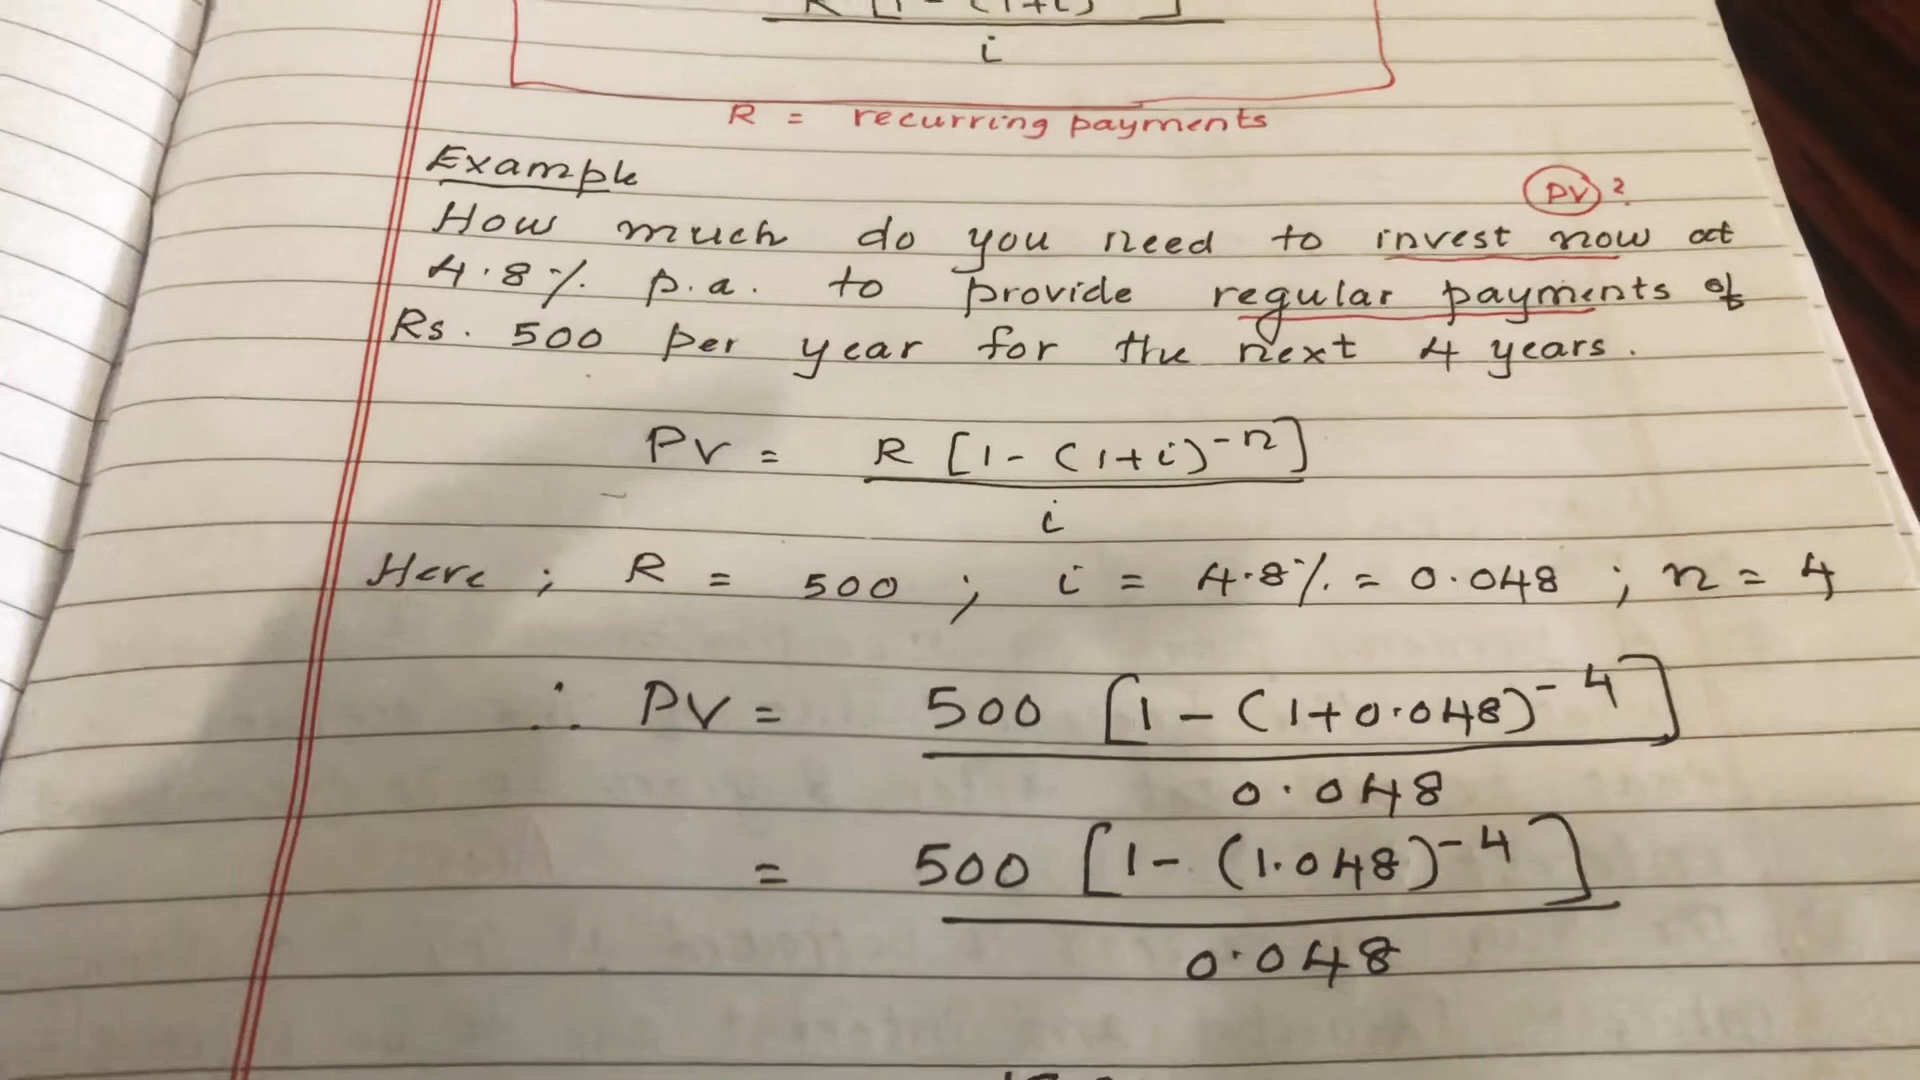 R [1 - (1+i)
i
R = recurring payments
Example
PV ?
How much do you need to invest now at
4.8% p.a. to provide regular payments of
Rs. 500 per year for the next 4 years.
PV = R [1 - (1+i)^-n]
i
Here ; R = 500 ; i = 4.8% = 0.048 ; n = 4
∴ PV = 500 [1 - (1+0.048)^-4]
0.048
= 500 [1 - (1.048)^-4]
0.048